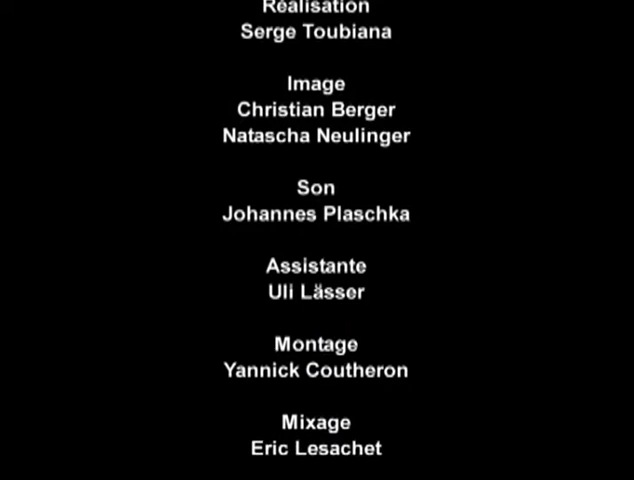 Réalisation
Serge Toubiana
Image
Christian Berger
Natascha Neulinger
Son
Johannes Plaschka
Assistante
Uli Lässer
Montage
Yannick Coutheron
Mixage
Eric Lesachet